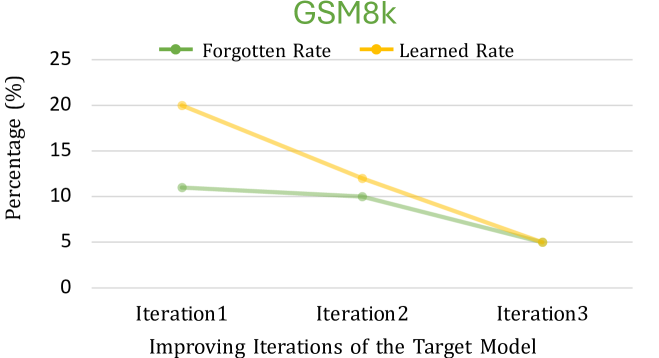 GSM8k
Forgotten Rate
Learned Rate
Percentage (%)
25
20
15
10
5
0
Iteration1
Iteration2
Iteration3
Improving Iterations of the Target Model